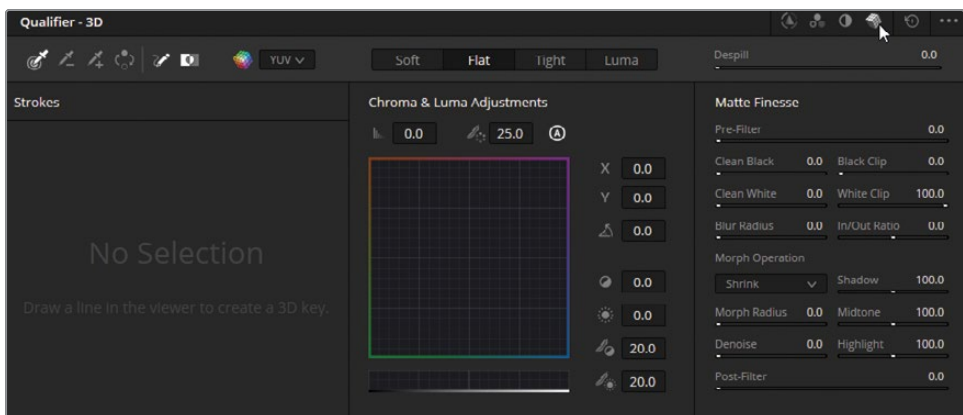 Qualifier - 3D
YUV
Soft Flat Tight Luma
Despill 0.0
Strokes
No Selection
Draw a line in the viewer to create a 3D key.
Chroma & Luma Adjustments
0.0 25.0 A
X 0.0
Y 0.0
0.0
0.0
0.0
20.0
20.0
Matte Finesse
Pre-Filter 0.0
Clean Black 0.0 Black Clip 0.0
Clean White 0.0 White Clip 100.0
Blur Radius 0.0 In/Out Ratio 0.0
Morph Operation
Shrink Shadow 100.0
Morph Radius 0.0 Midtone 100.0
Denoise 0.0 Highlight 100.0
Post-Filter 0.0